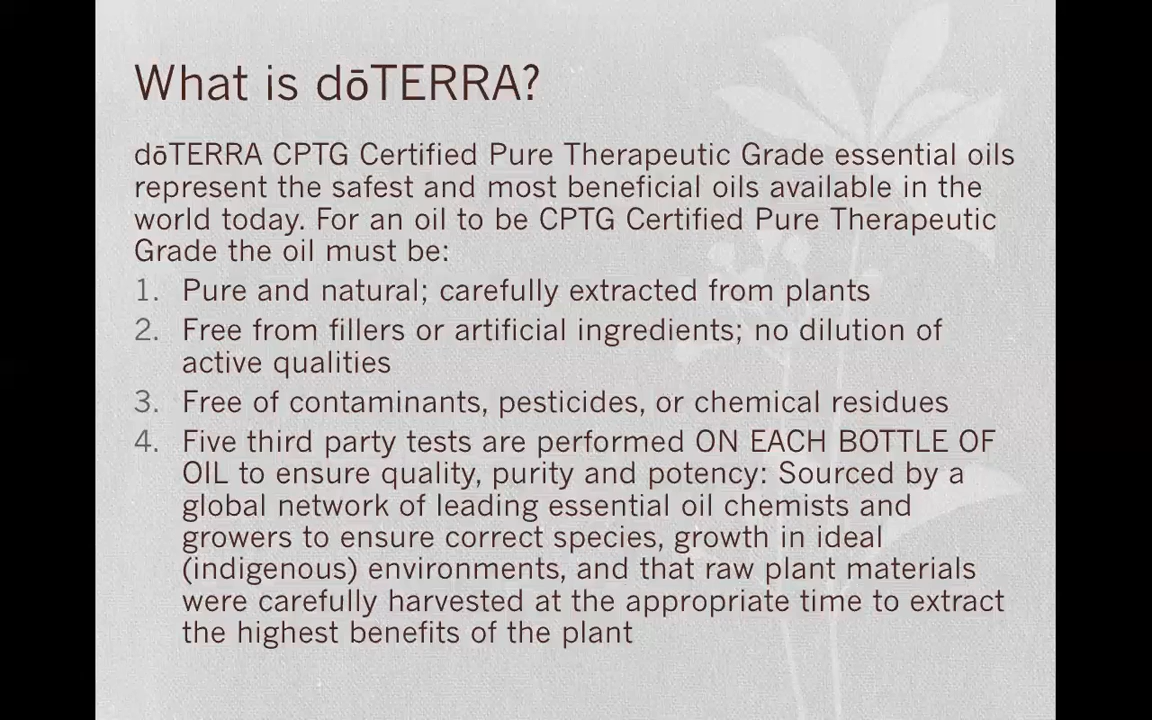 What is dōTERRA?
dōTERRA CPTG Certified Pure Therapeutic Grade essential oils
represent the safest and most beneficial oils available in the
world today. For an oil to be CPTG Certified Pure Therapeutic
Grade the oil must be:
1. Pure and natural; carefully extracted from plants
2. Free from fillers or artificial ingredients; no dilution of
active qualities
3. Free of contaminants, pesticides, or chemical residues
4. Five third party tests are performed ON EACH BOTTLE OF
OIL to ensure quality, purity and potency: Sourced by a
global network of leading essential oil chemists and
growers to ensure correct species, growth in ideal
(indigenous) environments, and that raw plant materials
were carefully harvested at the appropriate time to extract
the highest benefits of the plant